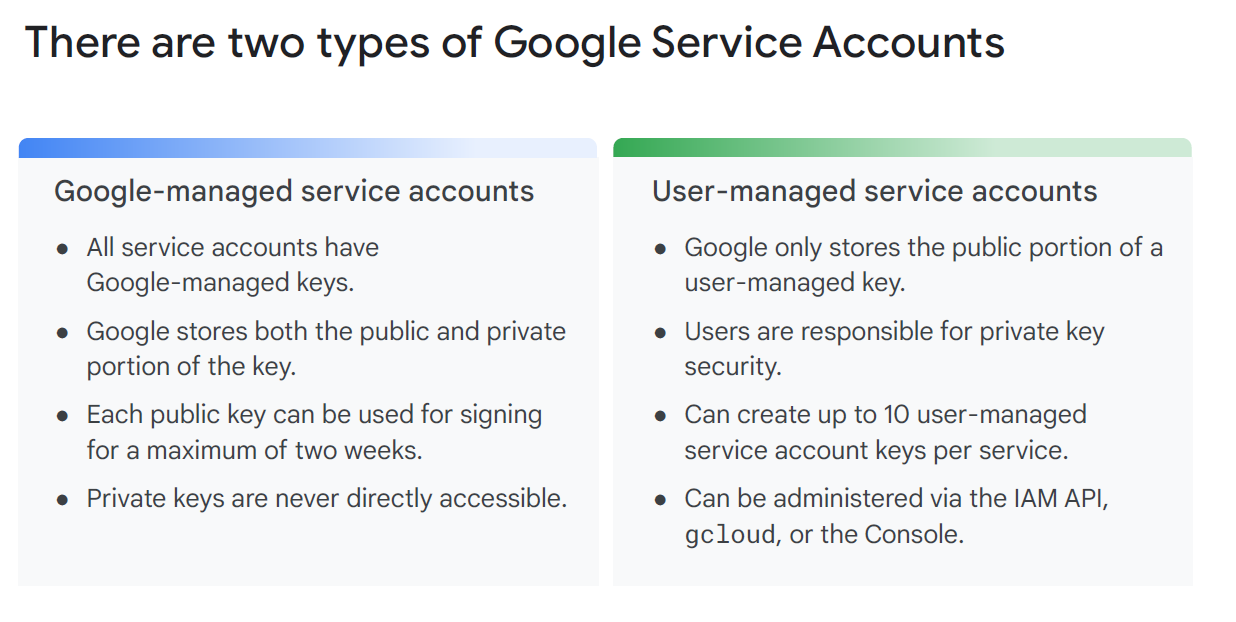 There are two types of Google Service Accounts
Google-managed service accounts
● All service accounts have
Google-managed keys.
● Google stores both the public and private
portion of the key.
● Each public key can be used for signing
for a maximum of two weeks.
● Private keys are never directly accessible.
User-managed service accounts
● Google only stores the public portion of a
user-managed key.
● Users are responsible for private key
security.
● Can create up to 10 user-managed
service account keys per service.
● Can be administered via the IAM API,
gcloud, or the Console.